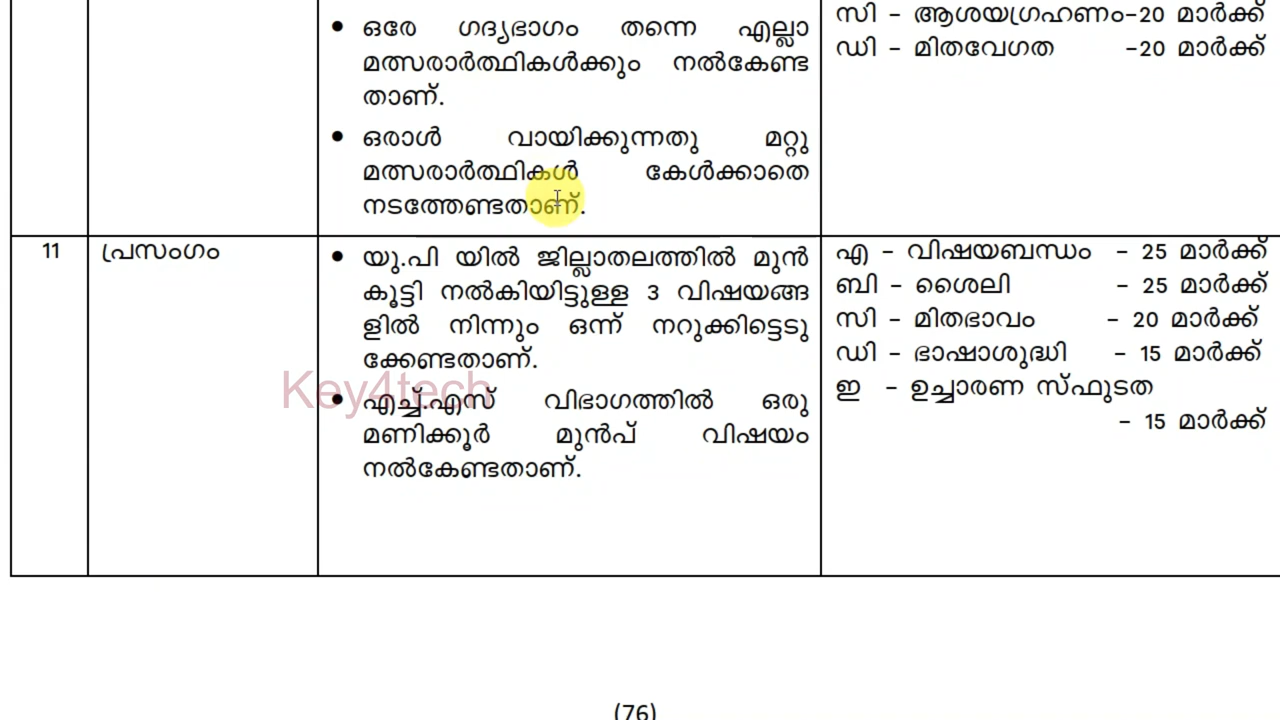 • ഒരേ ഗദ്യഭാഗം തന്നെ എല്ലാ
മത്സരാർത്ഥികൾക്കും നൽകേണ്ട
താണ്.
• ഒരാൾ വായിക്കുന്നതു മറ്റു
മത്സരാർത്ഥികൾ കേൾക്കാതെ
നടത്തേണ്ടതാണ്.
സി – ആശയഗ്രഹണം–20 മാർക്ക്
ഡി – മിതവേഗത –20 മാർക്ക്
11
പ്രസംഗം
• യു.പി യിൽ ജില്ലാതലത്തിൽ മുൻ
കൂട്ടി നൽകിയിട്ടുള്ള 3 വിഷയങ്ങ
ളിൽ നിന്നും ഒന്ന് നറുക്കിട്ടെടു
ക്കേണ്ടതാണ്.
• എച്ച്.എസ് വിഭാഗത്തിൽ ഒരു
മണിക്കൂർ മുൻപ് വിഷയം
നൽകേണ്ടതാണ്.
എ – വിഷയബന്ധം – 25 മാർക്ക്
ബി – ശൈലി – 25 മാർക്ക്
സി – മിതഭാവം – 20 മാർക്ക്
ഡി – ഭാഷാശുദ്ധി – 15 മാർക്ക്
ഇ – ഉച്ചാരണ സ്ഫുടത
– 15 മാർക്ക്
Key4tech
(76)